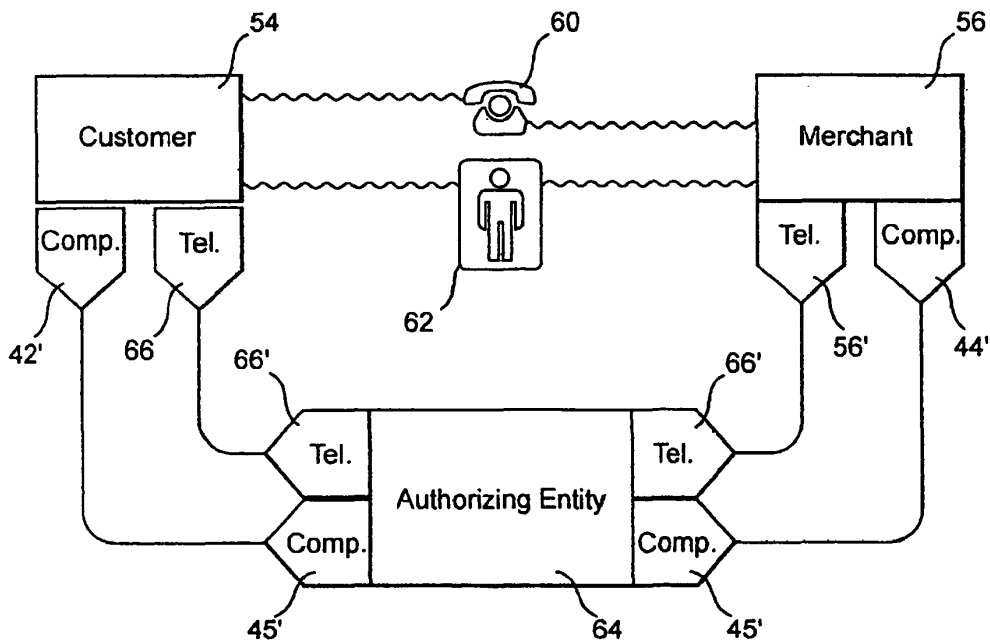 54
60
56
Customer
Merchant
Comp.
Tel.
Tel.
Comp.
42'
66
62
56'
44'
66'
66'
Tel.
Authorizing Entity
Tel.
Comp.
Comp.
45'
64
45'